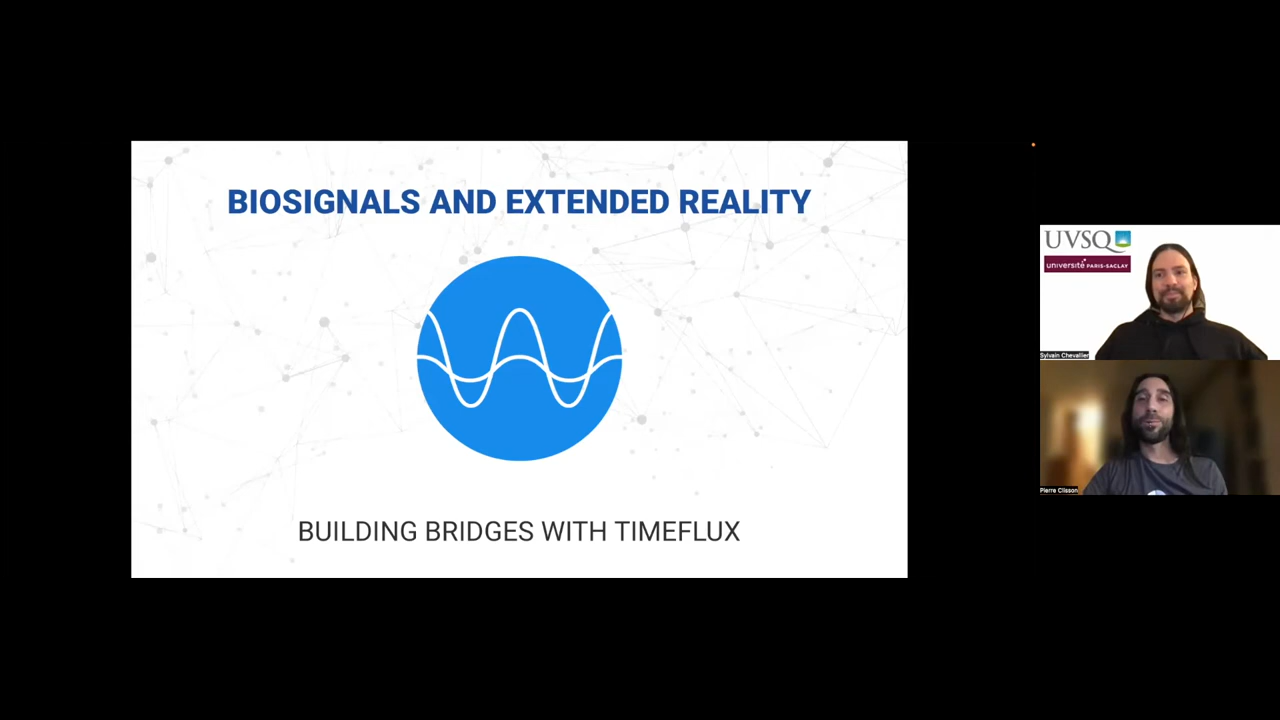 BIOSIGNALS AND EXTENDED REALITY
BUILDING BRIDGES WITH TIMEFLUX
UVSQ
université PARIS-SACLAY
Sylvain Chevallier
Pierre Clisson